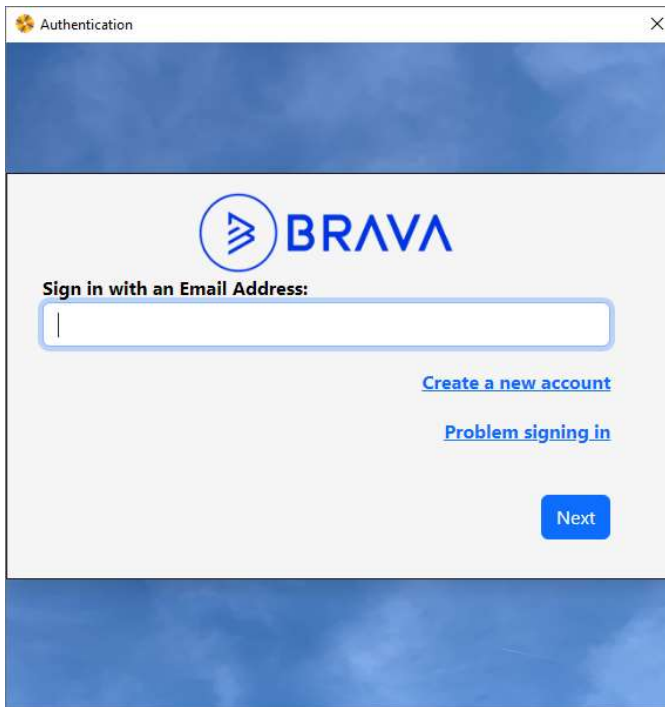 Authentication
BRAVA
Sign in with an Email Address:
Create a new account
Problem signing in
Next